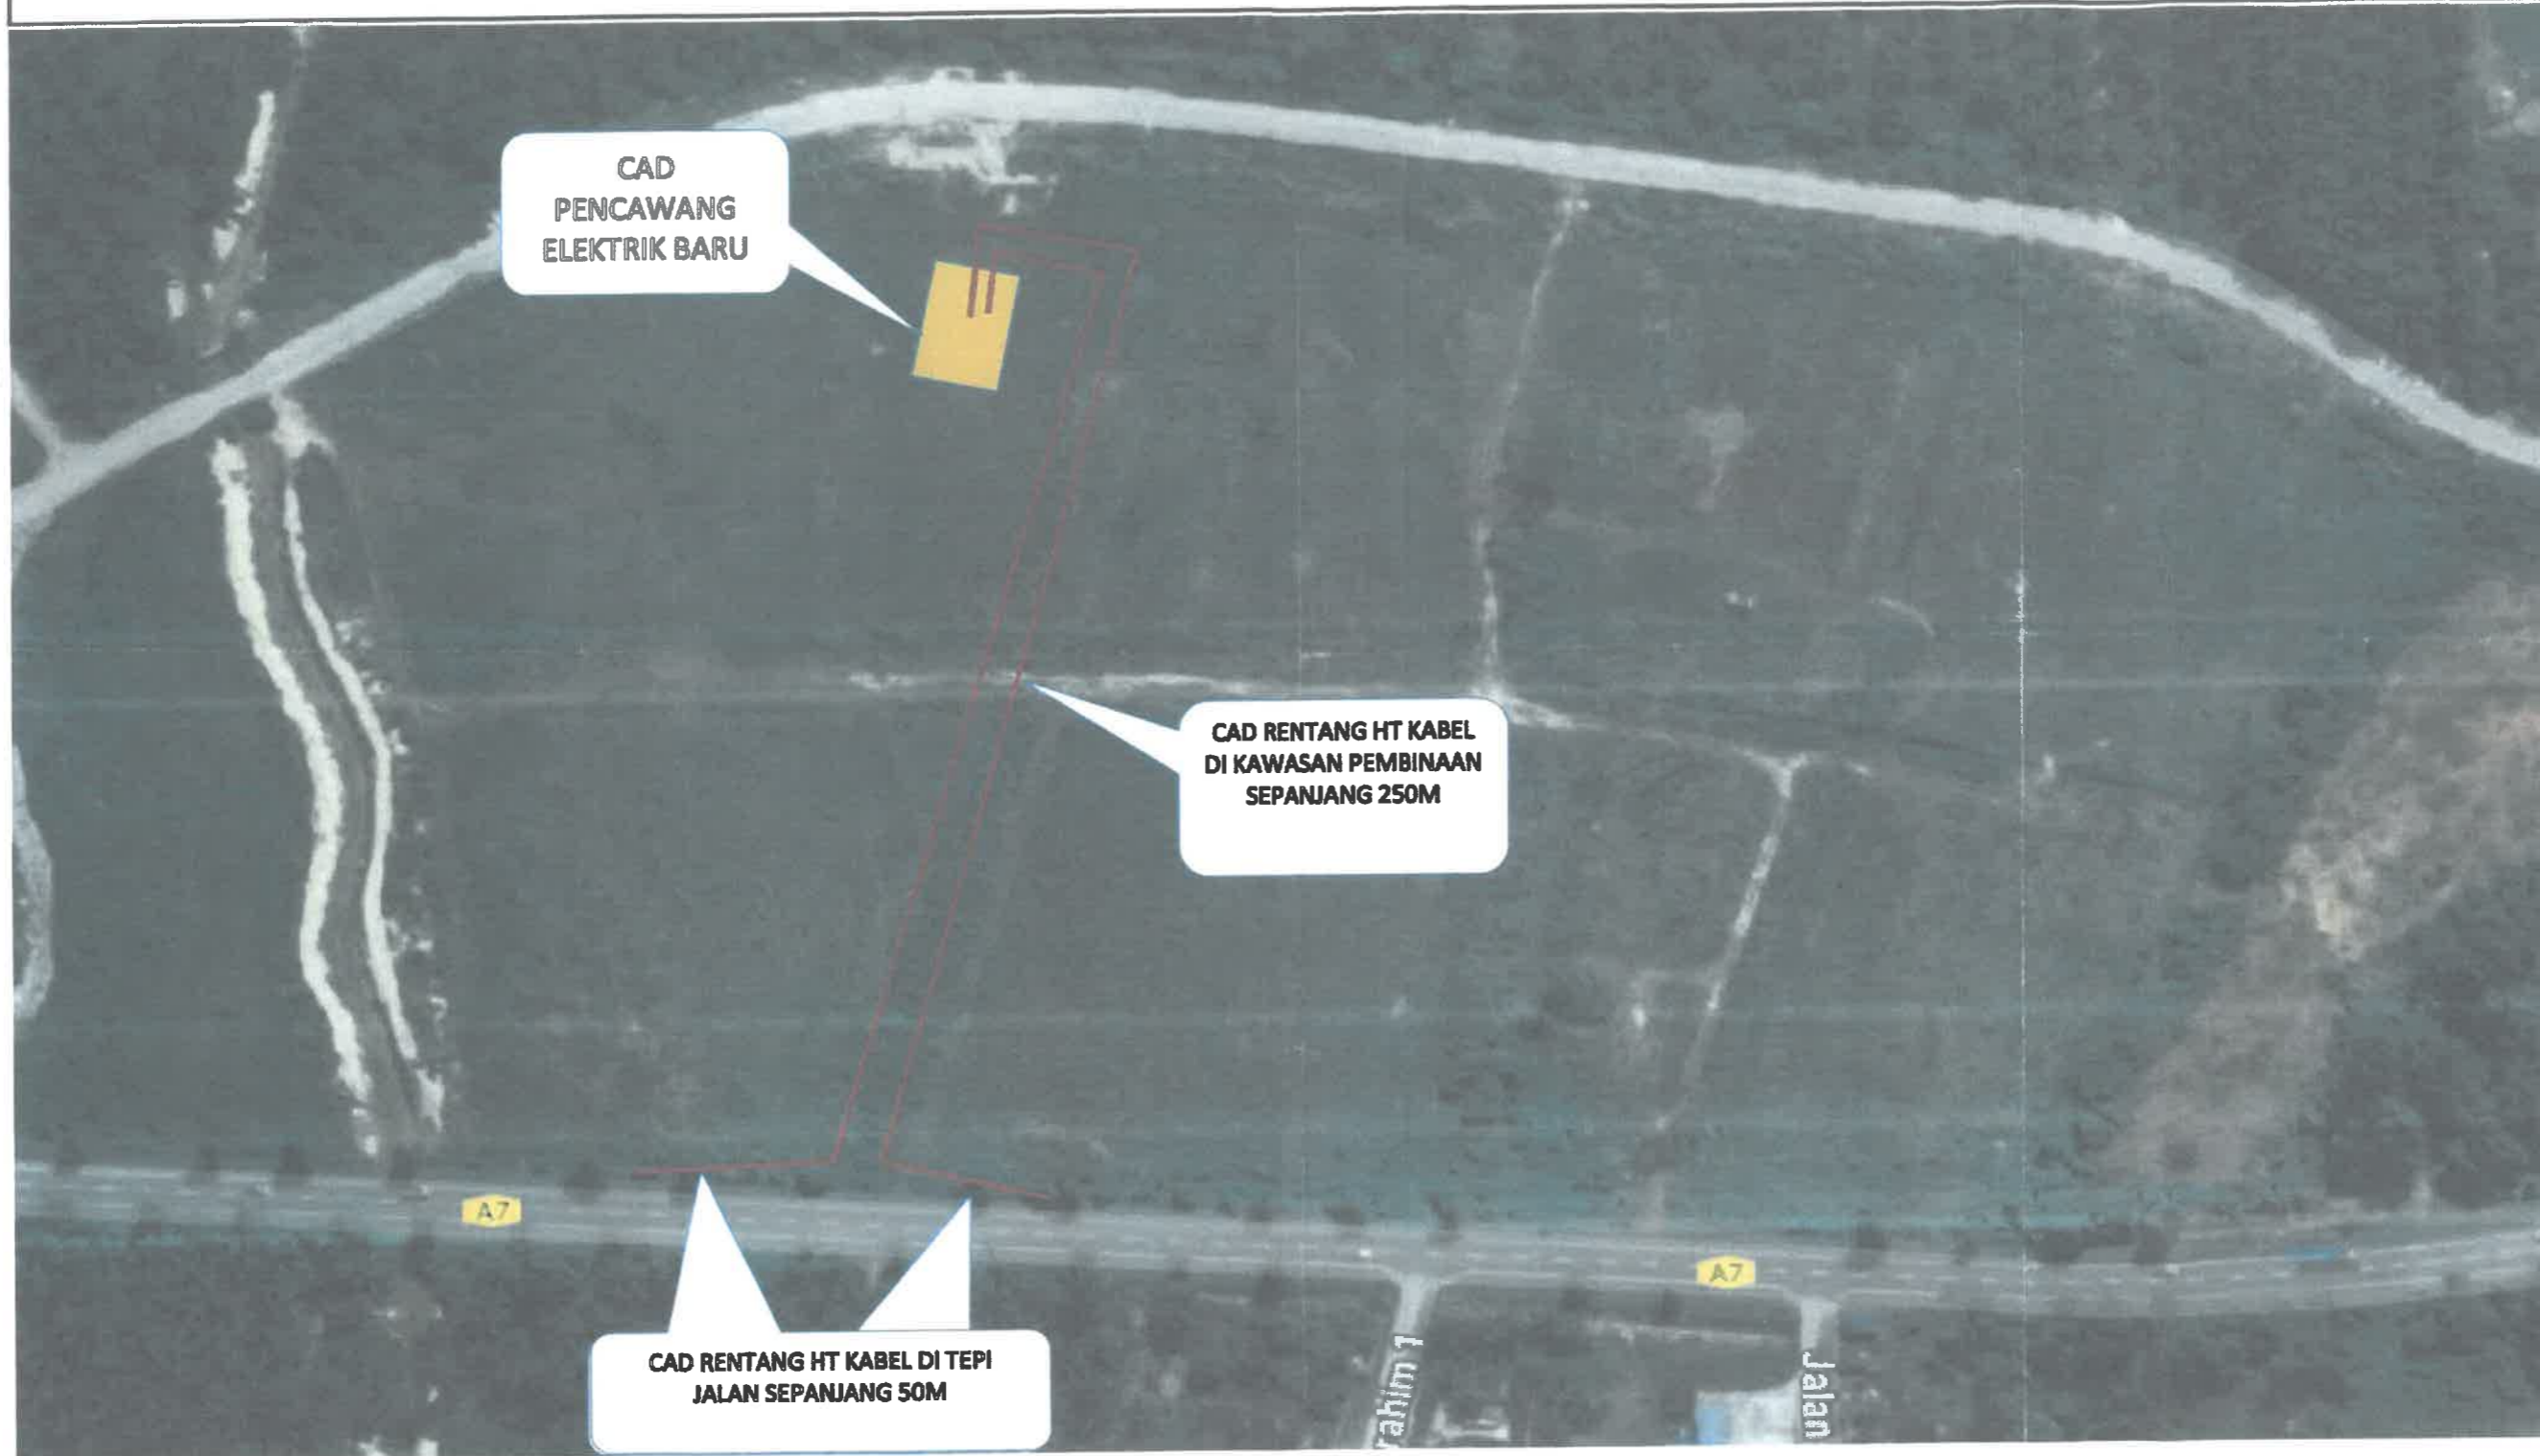 CAD
PENCAWANG
ELEKTRIK BARU
CAD RENTANG HT KABEL
DI KAWASAN PEMBINAAN
SEPANJANG 250M
A7
A7
CAD RENTANG HT KABEL DI TEPI
JALAN SEPANJANG 50M
rahim 1
Jalan